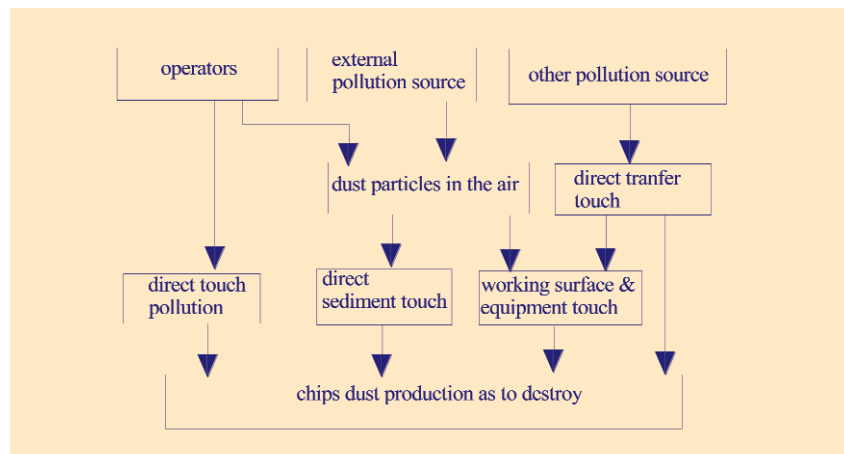 operators
external
pollution source
other pollution source
dust particles in the air
direct tranfer
touch
direct touch
pollution
direct
sediment touch
working surface &
equipment touch
chips dust production as to destroy